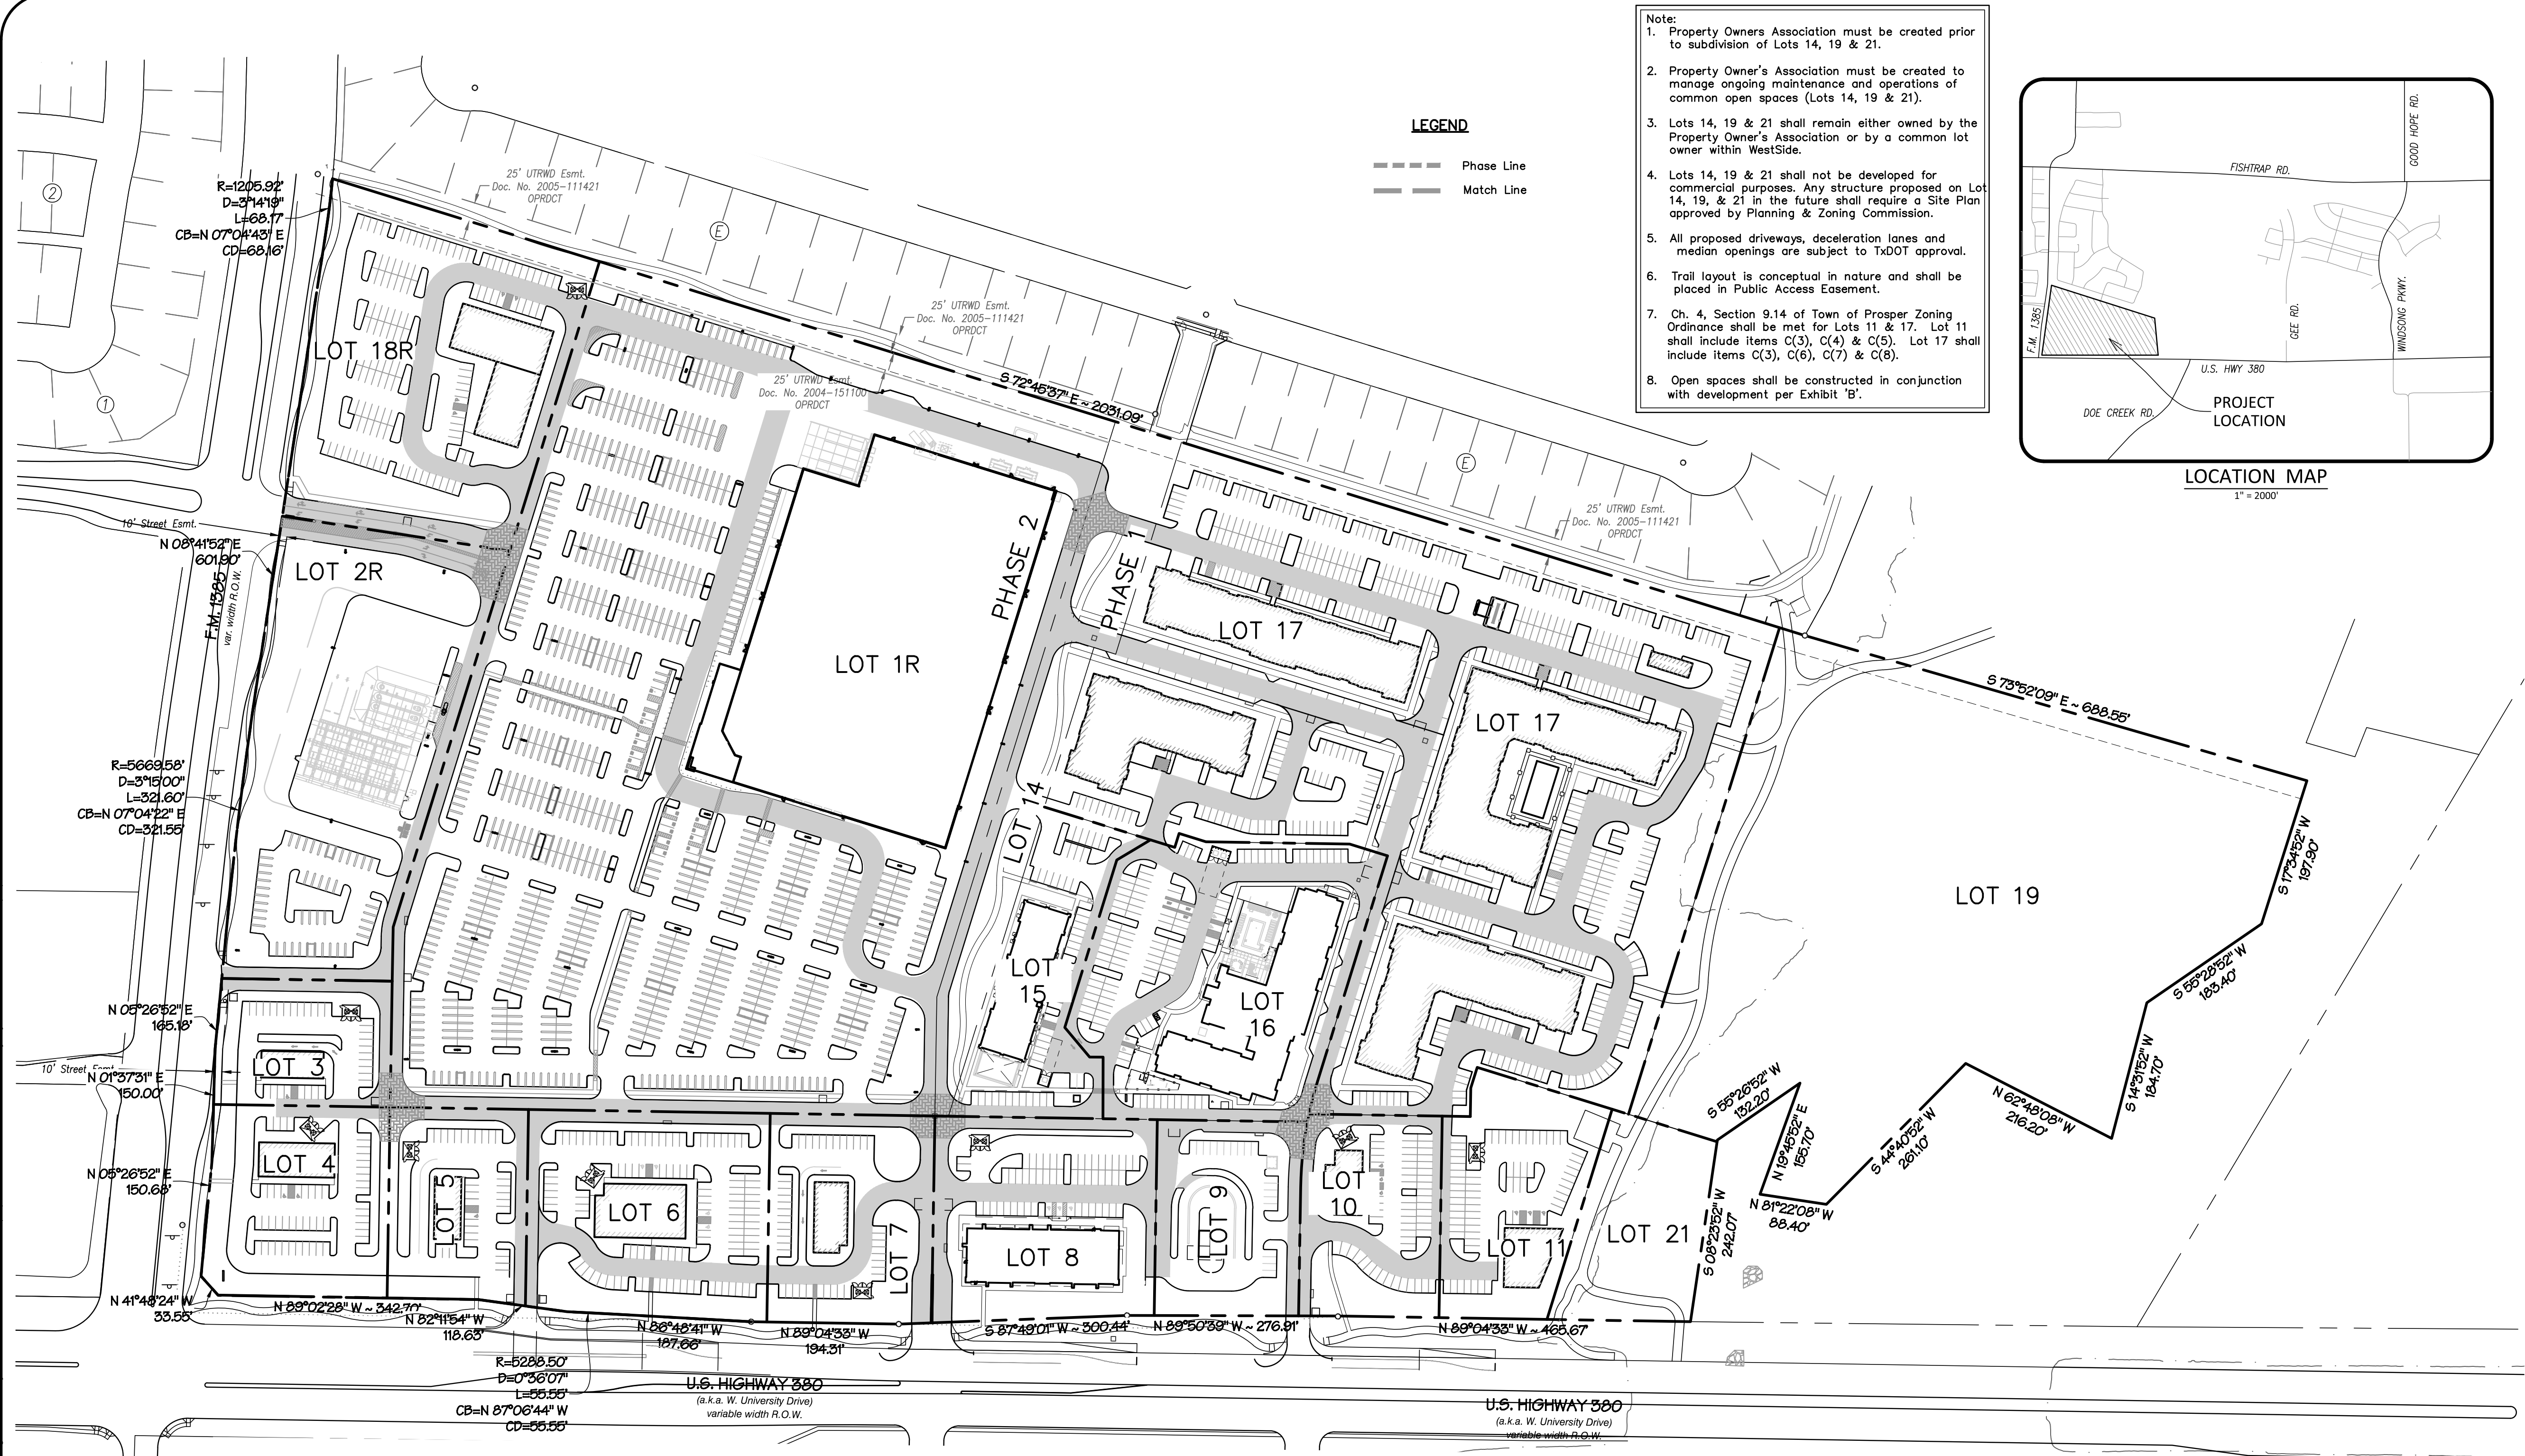 Note:
1. Property Owners Association must be created prior
to subdivision of Lots 14, 19 & 21.
2. Property Owner's Association must be created to
manage ongoing maintenance and operations of
common open spaces (Lots 14, 19 & 21).
3. Lots 14, 19 & 21 shall remain either owned by the
Property Owner's Association or by a common lot
owner within WestSide.
4. Lots 14, 19 & 21 shall not be developed for
commercial purposes. Any structure proposed on Lot
14, 19, & 21 in the future shall require a Site Plan
approved by Planning & Zoning Commission.
5. All proposed driveways, deceleration lanes and
median openings are subject to TxDOT approval.
6. Trail layout is conceptual in nature and shall be
placed in Public Access Easement.
7. Ch. 4, Section 9.14 of Town of Prosper Zoning
Ordinance shall be met for Lots 11 & 17. Lot 11
shall include items C(3), C(4) & C(5). Lot 17 shall
include items C(3), C(6), C(7) & C(8).
8. Open spaces shall be constructed in conjunction
with development per Exhibit 'B'.
LEGEND
Phase Line
Match Line
GOOD HOPE RD.
FISHTRAP RD.
F.M. 1385
GEE RD.
WINDSONG PKWY.
U.S. HWY 380
DOE CREEK RD.
PROJECT
LOCATION
LOCATION MAP
1" = 2000'
2
1
E
E
R=1205.92'
D=3°14'19"
L=68.17'
CB=N 07°04'43" E
CD=68.16'
25' UTRWD Esmt.
Doc. No. 2005-111421
OPRDCT
25' UTRWD Esmt.
Doc. No. 2005-111421
OPRDCT
25' UTRWD Esmt.
Doc. No. 2004-151100
OPRDCT
25' UTRWD Esmt.
Doc. No. 2005-111421
OPRDCT
S 72°45'37" E ~ 2031.09'
LOT 18R
10' Street Esmt.
N 08°41'52" E
601.90'
LOT 2R
F.M. 1385
var. width R.O.W.
LOT 1R
PHASE 2
PHASE 1
LOT 17
LOT 17
S 73°52'09" E ~ 688.55'
R=5669.58'
D=3°15'00"
L=321.60'
CB=N 07°04'22" E
CD=321.55'
LOT 14
LOT 19
S 17°34'52" W
197.90'
S 55°28'52" W
183.40'
LOT
15
LOT
16
N 05°26'52" E
165.18'
LOT 3
10' Street Esmt.
N 01°37'31" E
150.00'
S 14°31'52" W
184.70'
N 62°48'08" W
216.20'
S 44°40'52" W
261.10'
S 55°26'52" W
132.20'
N 19°45'52" E
155.70'
N 81°22'08" W
88.40'
LOT 4
N 05°26'52" E
150.68'
LOT 5
LOT 6
LOT 7
LOT 8
LOT 9
LOT
10
LOT 11
LOT 21
S 08°23'52" W
242.07'
N 41°48'24" W
33.55'
N 89°02'28" W ~ 342.70'
N 82°11'54" W
118.63'
N 86°48'41" W
187.66'
N 89°04'33" W
194.31'
S 87°49'01" W ~ 300.44'
N 89°50'39" W ~ 276.91'
N 89°04'33" W ~ 465.67'
R=5288.50'
D=0°36'07"
L=55.55'
CB=N 87°06'44" W
CD=55.55'
U.S. HIGHWAY 380
(a.k.a. W. University Drive)
variable width R.O.W.
U.S. HIGHWAY 380
(a.k.a. W. University Drive)
variable width R.O.W.